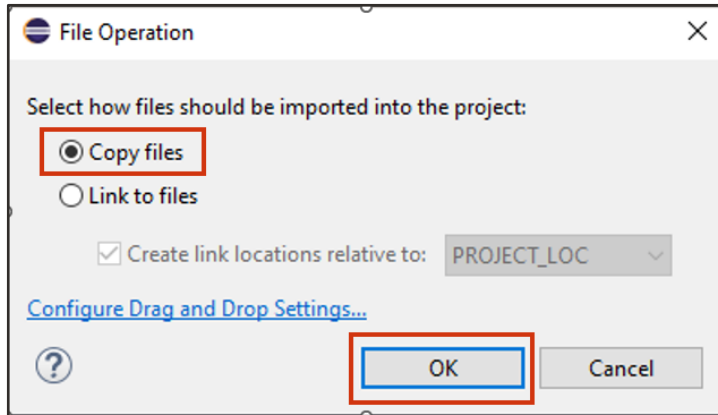 File Operation
Select how files should be imported into the project:
Copy files
Link to files
Create link locations relative to: PROJECT_LOC
Configure Drag and Drop Settings...
? OK Cancel